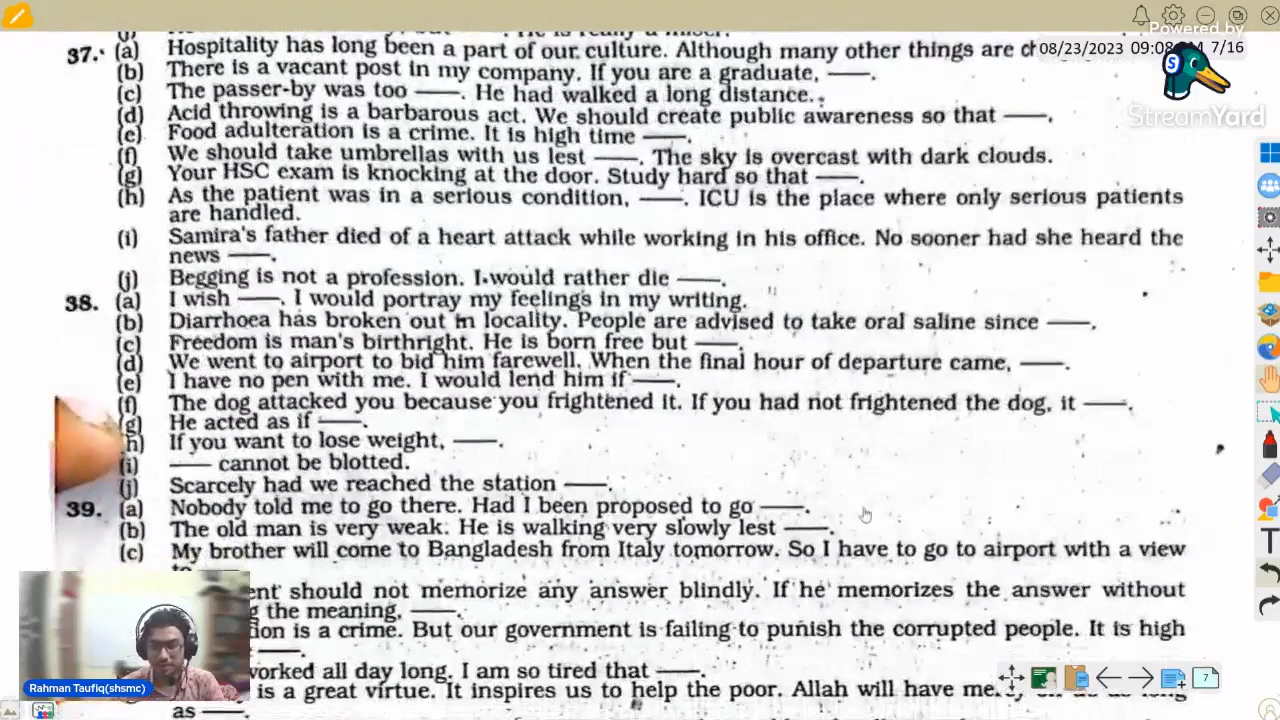 Powered by
StreamYard
08/23/2023 09:08 M 7/16
37. (a) Hospitality has long been a part of our culture. Although many other things are
(b) There is a vacant post in my company. If you are a graduate, ——.
(c) The passer-by was too ——. He had walked a long distance.
(d) Acid throwing is a barbarous act. We should create public awareness so that ——.
(e) Food adulteration is a crime. It is high time ——.
(f) We should take umbrellas with us lest ——. The sky is overcast with dark clouds.
(g) Your HSC exam is knocking at the door. Study hard so that ——.
(h) As the patient was in a serious condition, ——. ICU is the place where only serious patients
are handled.
(i) Samira's father died of a heart attack while working in his office. No sooner had she heard the
news ——.
(j) Begging is not a profession. I would rather die ——.
38. (a) I wish ——. I would portray my feelings in my writing.
(b) Diarrhoea has broken out in locality. People are advised to take oral saline since ——.
(c) Freedom is man's birthright. He is born free but ——.
(d) We went to airport to bid him farewell. When the final hour of departure came, ——.
(e) I have no pen with me. I would lend him if ——.
(f) The dog attacked you because you frightened it. If you had not frightened the dog, it ——.
(g) He acted as if ——.
h) If you want to lose weight, ——.
(i) —— cannot be blotted.
(j) Scarcely had we reached the station ——.
39. (a) Nobody told me to go there. Had I been proposed to go ——.
(b) The old man is very weak. He is walking very slowly lest ——.
(c) My brother will come to Bangladesh from Italy tomorrow. So I have to go to airport with a view
ent should not memorize any answer blindly. If he memorizes the answer without
g the meaning, ——.
ion is a crime. But our government is failing to punish the corrupted people. It is high
——.
worked all day long. I am so tired that ——.
is a great virtue. It inspires us to help the poor. Allah will have
as ——.
Rahman Taufiq(shsmc)
7